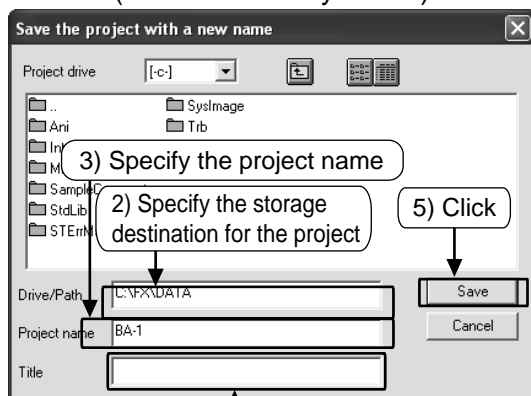 Save the project with a new name
Project drive [-c-]
.. SysImage
Ani Trb
Int
M
Sample
StdLib
STErrM
3) Specify the project name
2) Specify the storage
destination for the project
5) Click
Drive/Path C:\FX\DATA Save
Project name BA-1 Cancel
Title